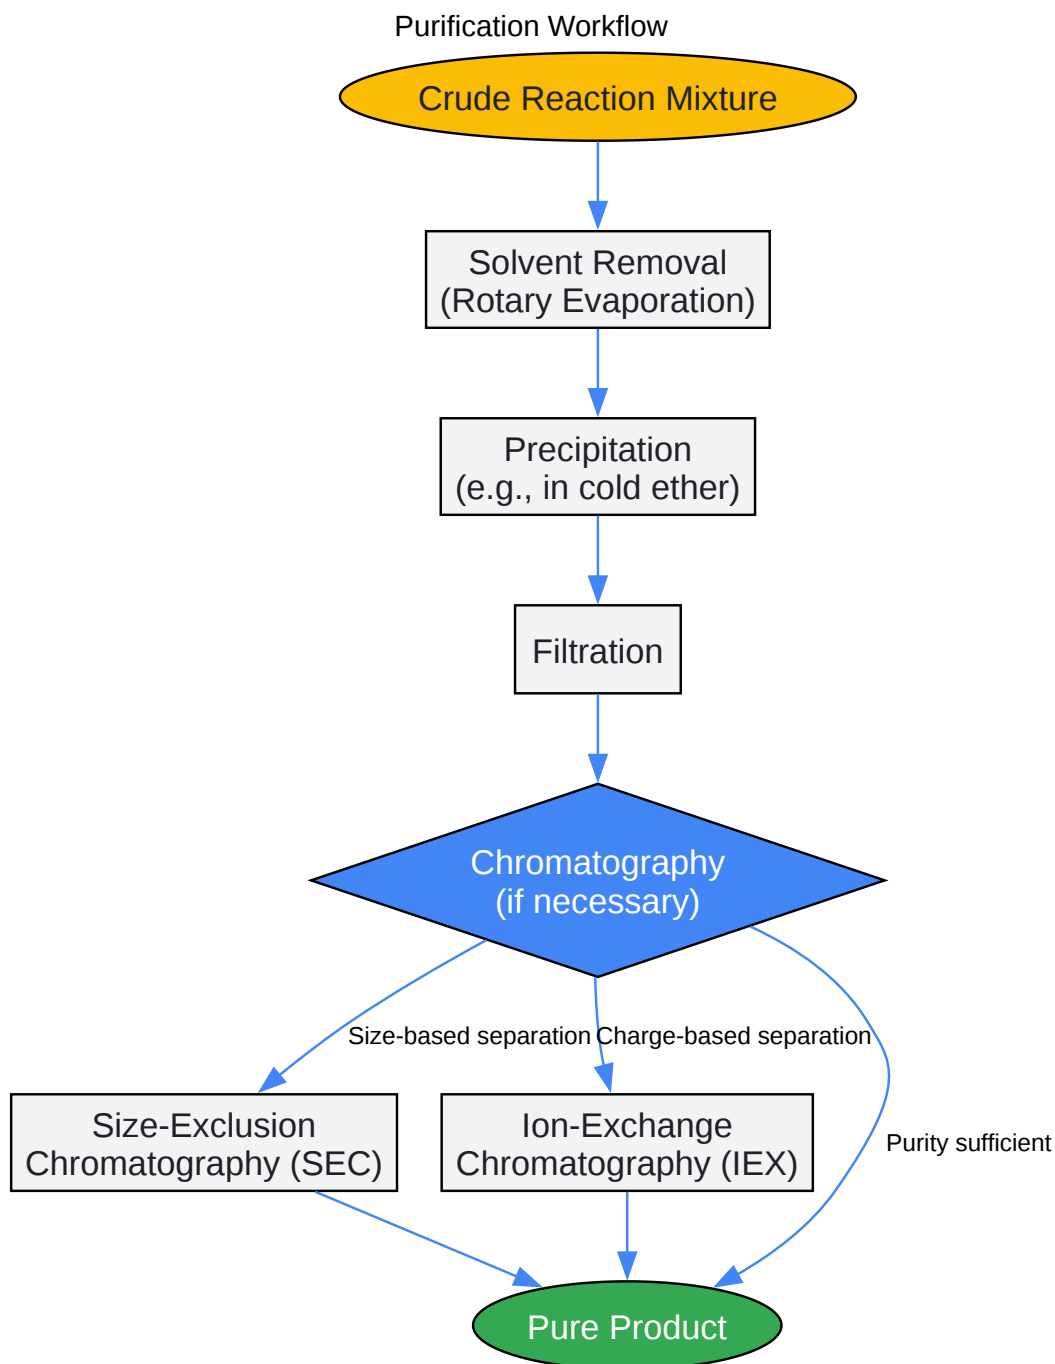 Purification Workflow
Crude Reaction Mixture
Solvent Removal
(Rotary Evaporation)
Precipitation
(e.g., in cold ether)
Filtration
Chromatography
(if necessary)
Size-based separation
Charge-based separation
Size-Exclusion
Chromatography (SEC)
Ion-Exchange
Chromatography (IEX)
Purity sufficient
Pure Product